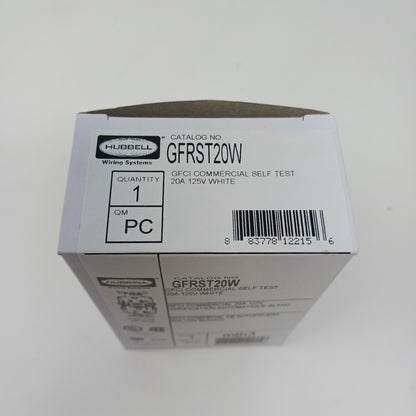 HUBBELL
Wiring Systems
CATALOG NO.
GFRST20W
GFCI COMMERCIAL SELF TEST
20A 125V WHITE
QUANTITY
1
QM
PC
8 83778 12215 6
HUBBELL
CATALOG NO
GFRST20W
GFCI COMMERCIAL SELF TEST
20A 125V WHITE